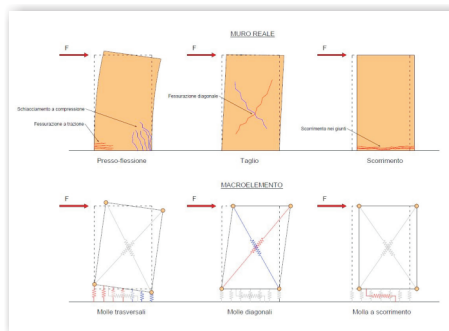 MURO REALE
F
F
F
Schiacciamento a compressione
Fessurazione a trazione
Fessurazione diagonale
Scorrimento nei giunti
Presso-flessione
Taglio
Scorrimento
MACROELEMENTO
F
F
F
Molle trasversali
Molle diagonali
Molla a scorrimento